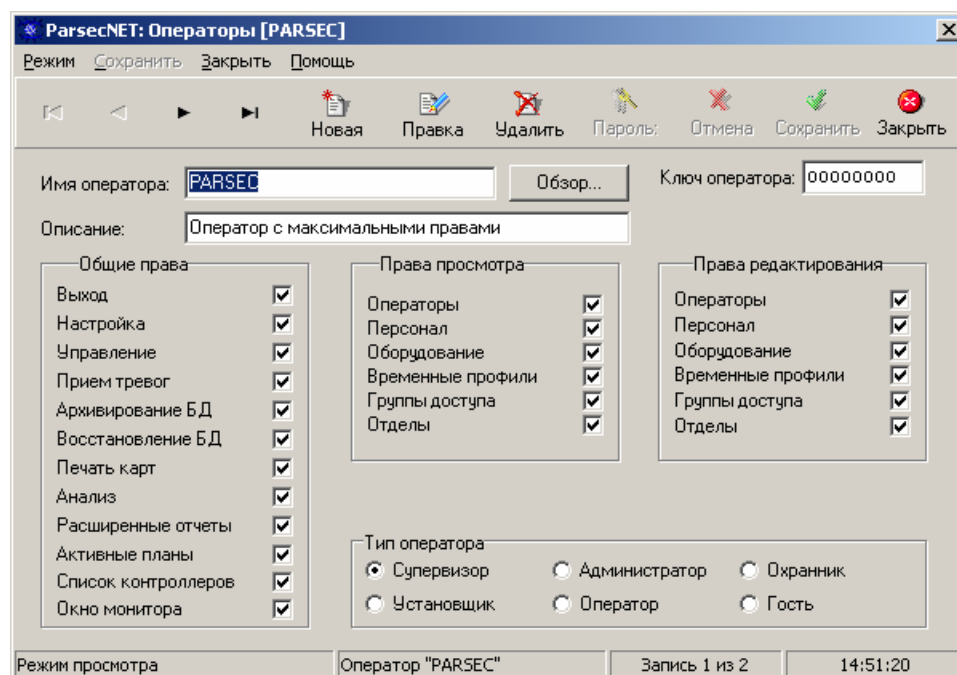 ParsecNET: Операторы [PARSEC]
Режим Сохранить Закрыть Помощь
Новая Правка Удалить Пароль: Отмена Сохранить Закрыть
Имя оператора: PARSEC Обзор... Ключ оператора: 00000000
Описание: Оператор с максимальными правами
Общие права
Выход
Настройка
Управление
Прием тревог
Архивирование БД
Восстановление БД
Печать карт
Анализ
Расширенные отчеты
Активные планы
Список контроллеров
Окно монитора
Права просмотра
Операторы
Персонал
Оборудование
Временные профили
Группы доступа
Отделы
Права редактирования
Операторы
Персонал
Оборудование
Временные профили
Группы доступа
Отделы
Тип оператора
Супервизор Администратор Охранник
Установщик Оператор Гость
Режим просмотра Оператор "PARSEC" Запись 1 из 2 14:51:20